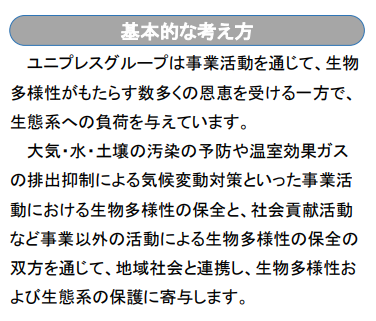 基本的な考え方
ユニプレスグループは事業活動を通じて、生物
多様性がもたらす数多くの恩恵を受ける一方で、
生態系への負荷を与えています。
大気・水・土壌の汚染の予防や温室効果ガス
の排出抑制による気候変動対策といった事業活
動における生物多様性の保全と、社会貢献活動
など事業以外の活動による生物多様性の保全の
双方を通じて、地域社会と連携し、生物多様性お
よび生態系の保護に寄与します。